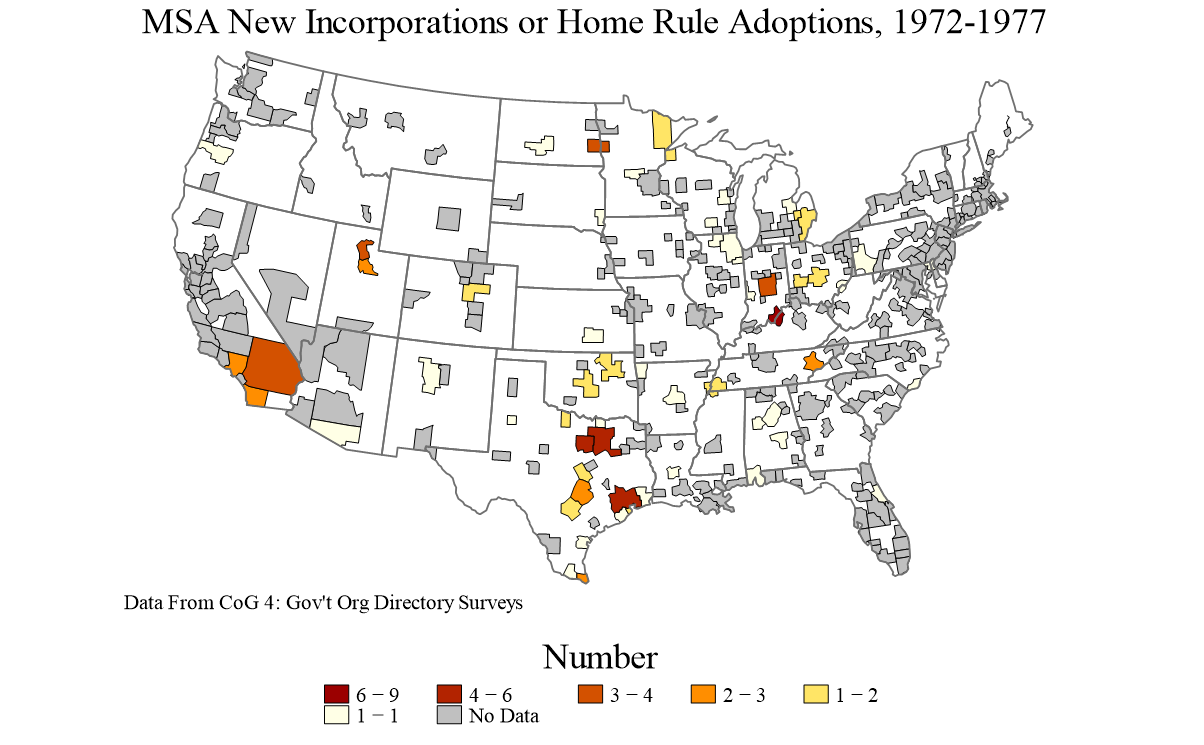 MSA New Incorporations or Home Rule Adoptions, 1972-1977
Data From CoG 4: Gov't Org Directory Surveys
Number
6 − 9 4 − 6 3 − 4 2 − 3 1 − 2
1 − 1 No Data